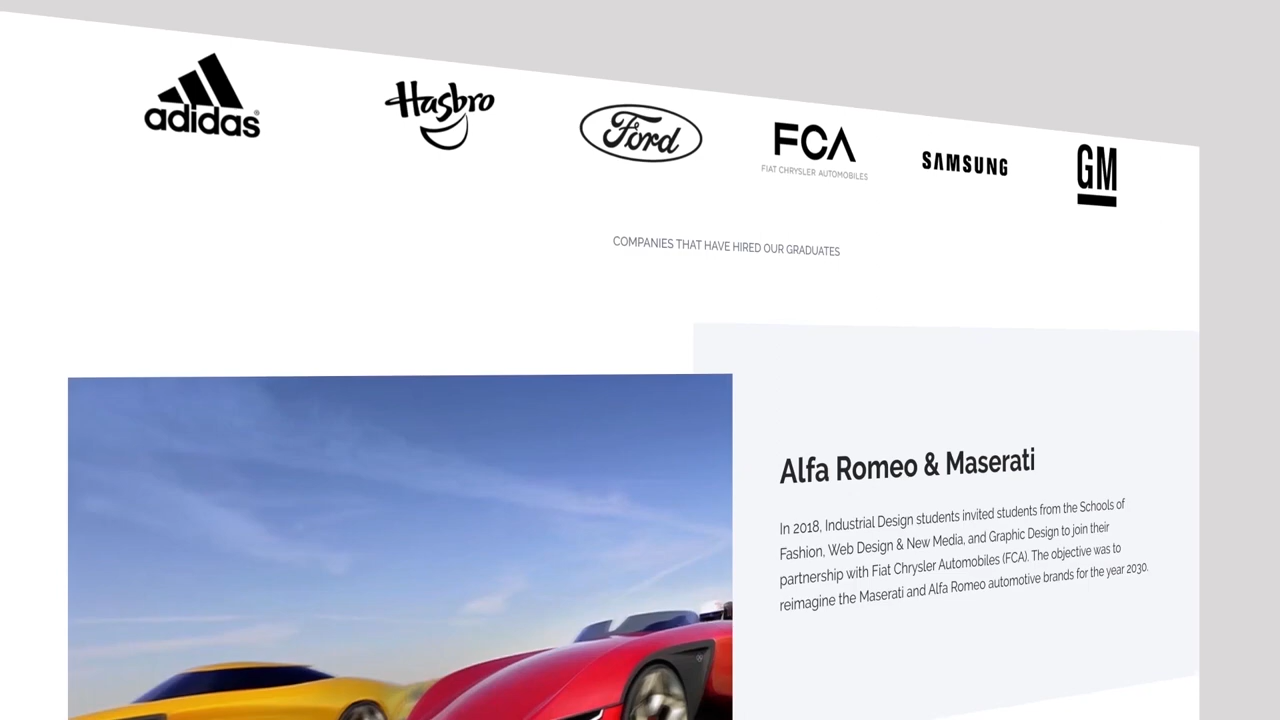 adidas
Hasbro
Ford
FCA
FIAT CHRYSLER AUTOMOBILES
SAMSUNG
GM
COMPANIES THAT HAVE HIRED OUR GRADUATES
Alfa Romeo & Maserati
In 2018, Industrial Design students invited students from the Schools of
Fashion, Web Design & New Media, and Graphic Design to join their
partnership with Fiat Chrysler Automobiles (FCA). The objective was to
reimagine the Maserati and Alfa Romeo automotive brands for the year 2030.